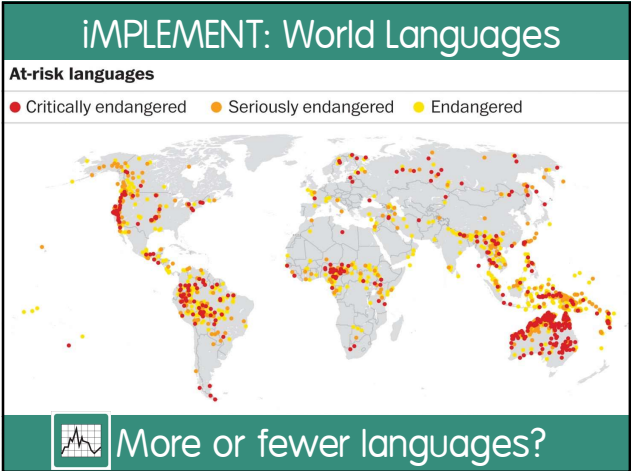 iMPLEMENT: World Languages
At-risk languages
Critically endangered Seriously endangered Endangered
More or fewer languages?